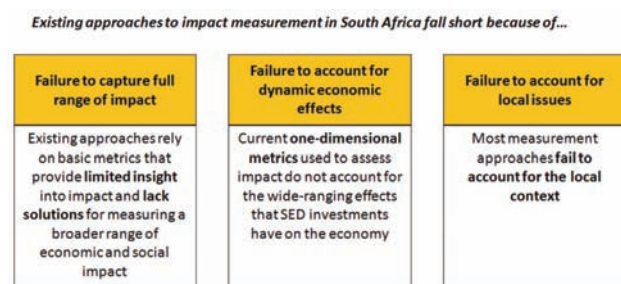 Existing approaches to impact measurement in South Africa fall short because of...
Failure to capture full
range of impact
Existing approaches rely
on basic metrics that
provide limited insight
into impact and lack
solutions for measuring a
broader range of
economic and social
impact
Failure to account for
dynamic economic
effects
Current one-dimensional
metrics used to assess
impact do not account for
the wide-ranging effects
that SED investments
have on the economy
Failure to account for
local issues
Most measurement
approaches fail to
account for the local
context